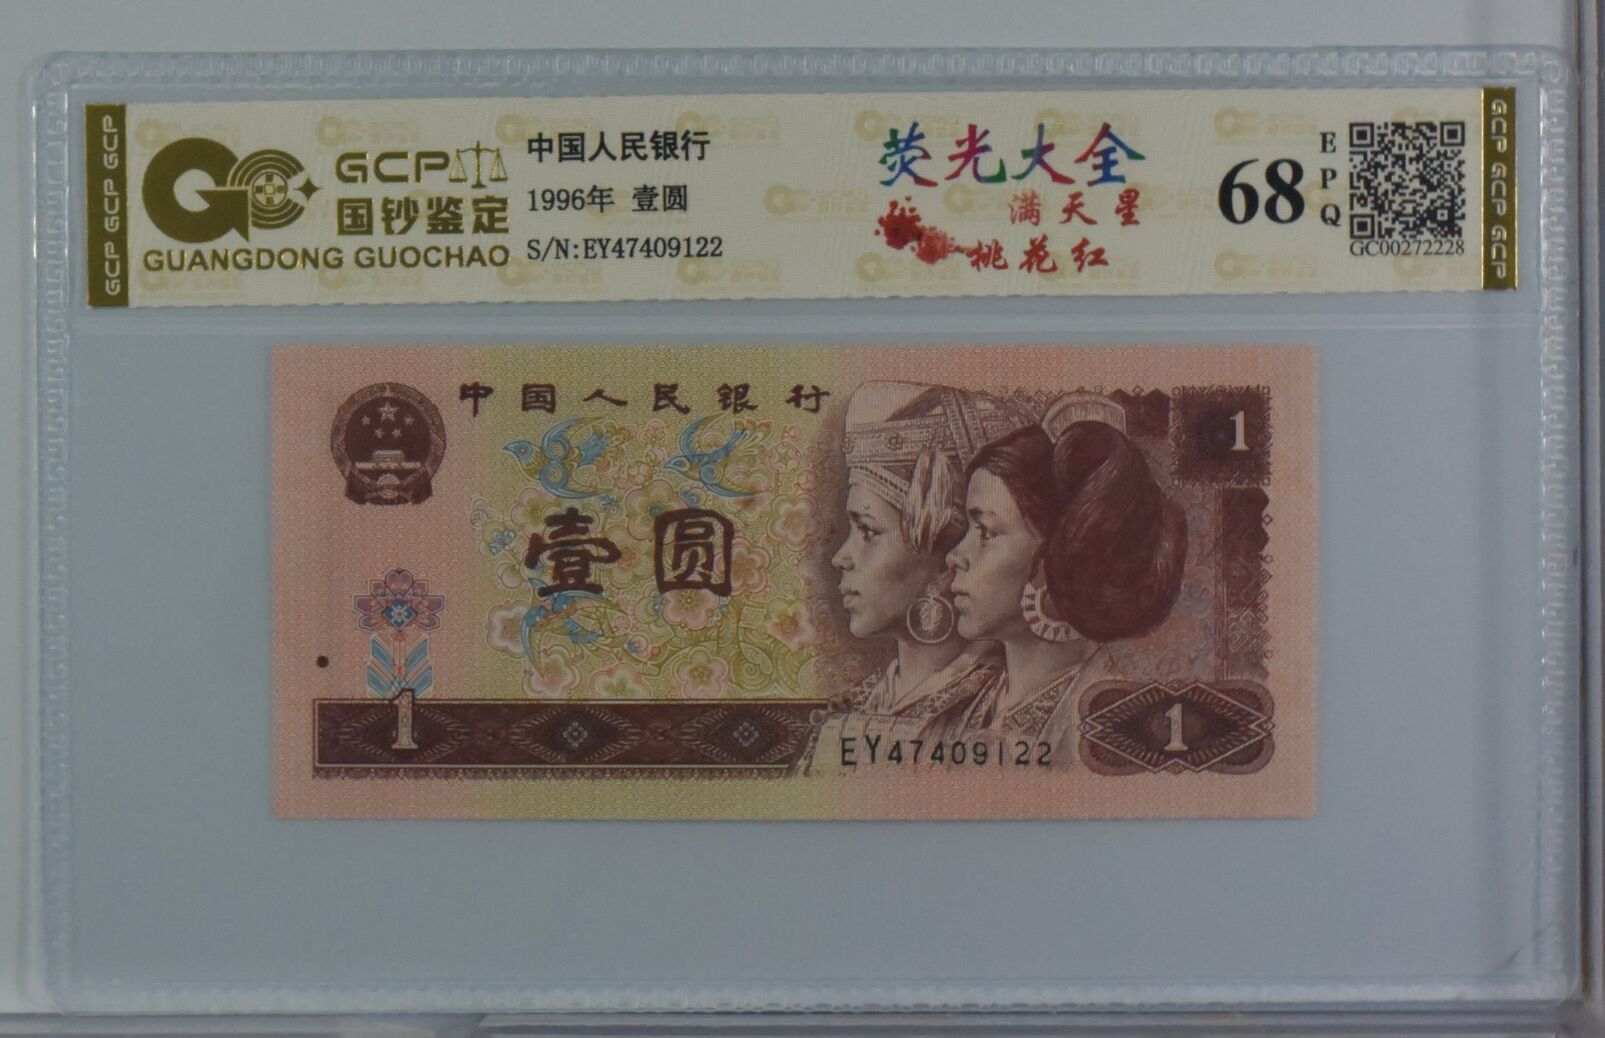 GCP GCP GCP
GCP
国钞鉴定
GUANGDONG GUOCHAO
中国人民银行
1996年 壹圆
S/N:EY47409122
荧光大全
满天星
桃花红
68
EPQ
GC00272228
GCP GCP GCP
中国人民银行
1
壹圆
1
EY47409122
1